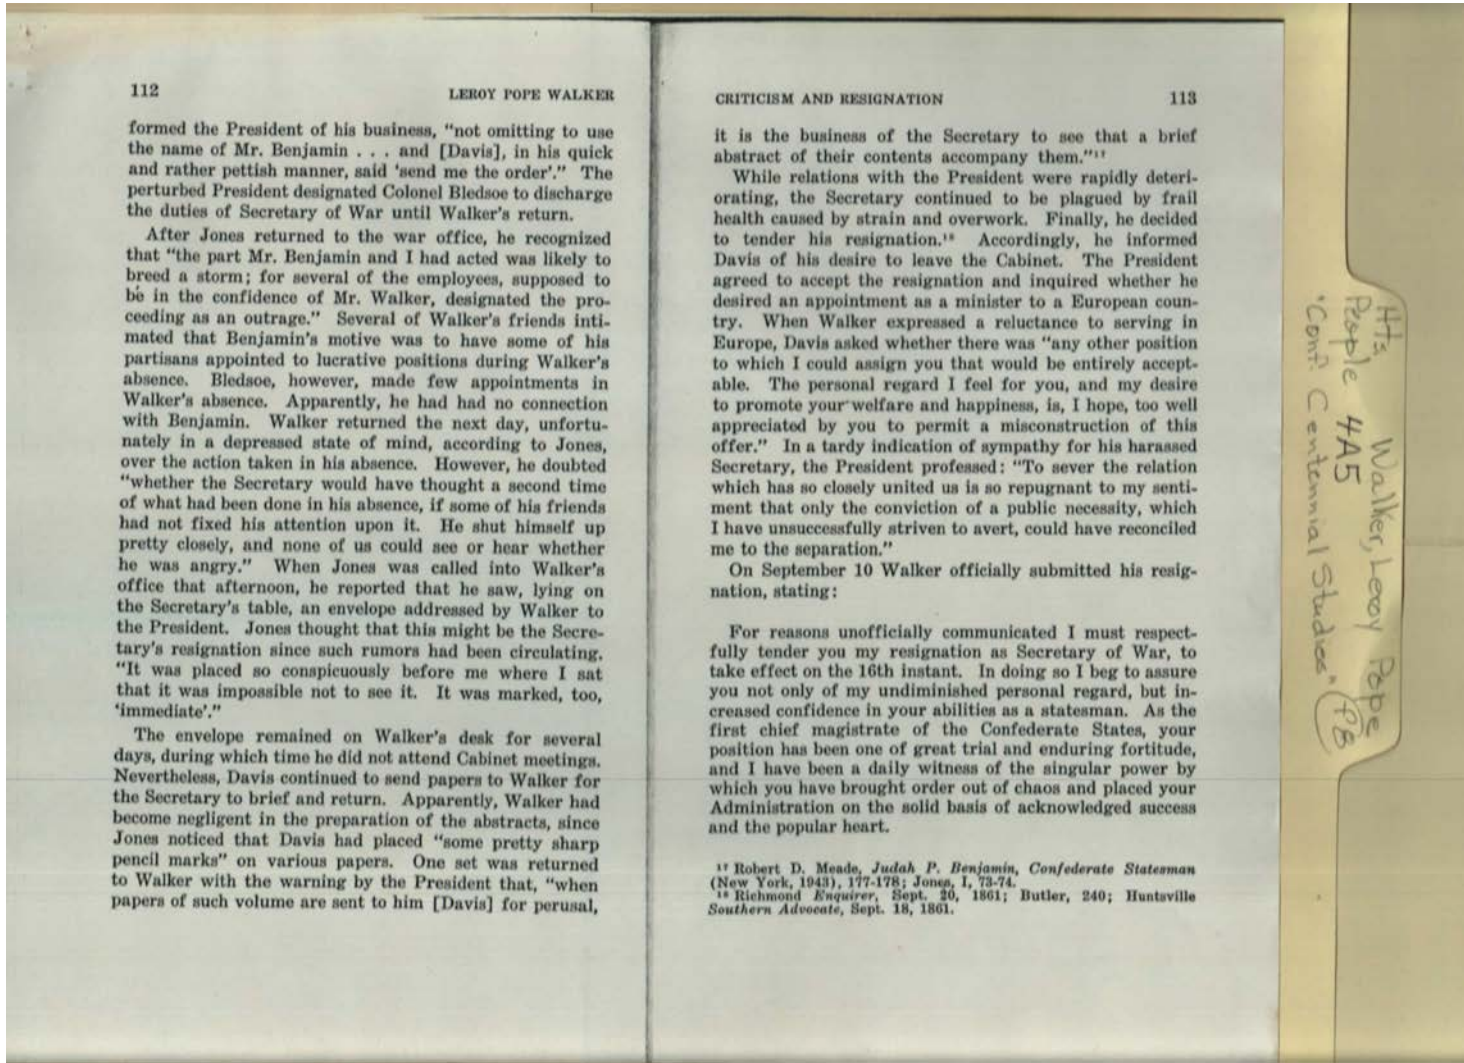 112 LEROY POPE WALKER
formed the President of his business, "not omitting to use
the name of Mr. Benjamin . . . and [Davis], in his quick
and rather pettish manner, said 'send me the order'." The
perturbed President designated Colonel Bledsoe to discharge
the duties of Secretary of War until Walker's return.
After Jones returned to the war office, he recognized
that "the part Mr. Benjamin and I had acted was likely to
breed a storm; for several of the employees, supposed to
be in the confidence of Mr. Walker, designated the pro-
ceeding as an outrage." Several of Walker's friends inti-
mated that Benjamin's motive was to have some of his
partisans appointed to lucrative positions during Walker's
absence. Bledsoe, however, made few appointments in
Walker's absence. Apparently, he had had no connection
with Benjamin. Walker returned the next day, unfortu-
nately in a depressed state of mind, according to Jones,
over the action taken in his absence. However, he doubted
"whether the Secretary would have thought a second time
of what had been done in his absence, if some of his friends
had not fixed his attention upon it. He shut himself up
pretty closely, and none of us could see or hear whether
he was angry." When Jones was called into Walker's
office that afternoon, he reported that he saw, lying on
the Secretary's table, an envelope addressed by Walker to
the President. Jones thought that this might be the Secre-
tary's resignation since such rumors had been circulating.
"It was placed so conspicuously before me where I sat
that it was impossible not to see it. It was marked, too,
'immediate'."
The envelope remained on Walker's desk for several
days, during which time he did not attend Cabinet meetings.
Nevertheless, Davis continued to send papers to Walker for
the Secretary to brief and return. Apparently, Walker had
become negligent in the preparation of the abstracts, since
Jones noticed that Davis had placed "some pretty sharp
pencil marks" on various papers. One set was returned
to Walker with the warning by the President that, "when
papers of such volume are sent to him [Davis] for perusal,
CRITICISM AND RESIGNATION 113
it is the business of the Secretary to see that a brief
abstract of their contents accompany them."¹⁷
While relations with the President were rapidly deteri-
orating, the Secretary continued to be plagued by frail
health caused by strain and overwork. Finally, he decided
to tender his resignation.¹⁸ Accordingly, he informed
Davis of his desire to leave the Cabinet. The President
agreed to accept the resignation and inquired whether he
desired an appointment as a minister to a European coun-
try. When Walker expressed a reluctance to serving in
Europe, Davis asked whether there was "any other position
to which I could assign you that would be entirely accept-
able. The personal regard I feel for you, and my desire
to promote your welfare and happiness, is, I hope, too well
appreciated by you to permit a misconstruction of this
offer." In a tardy indication of sympathy for his harassed
Secretary, the President professed: "To sever the relation
which has so closely united us is so repugnant to my senti-
ment that only the conviction of a public necessity, which
I have unsuccessfully striven to avert, could have reconciled
me to the separation."
On September 10 Walker officially submitted his resig-
nation, stating:
For reasons unofficially communicated I must respect-
fully tender you my resignation as Secretary of War, to
take effect on the 16th instant. In doing so I beg to assure
you not only of my undiminished personal regard, but in-
creased confidence in your abilities as a statesman. As the
first chief magistrate of the Confederate States, your
position has been one of great trial and enduring fortitude,
and I have been a daily witness of the singular power by
which you have brought order out of chaos and placed your
Administration on the solid basis of acknowledged success
and the popular heart.
¹⁷ Robert D. Meade, Judah P. Benjamin, Confederate Statesman
(New York, 1943), 177-178; Jones, I, 73-74.
¹⁸ Richmond Enquirer, Sept. 20, 1861; Butler, 240; Huntsville
Southern Advocate, Sept. 18, 1861.
Walker, Leroy Pope
People 4A5
"Conf. Centennial Studies" P8